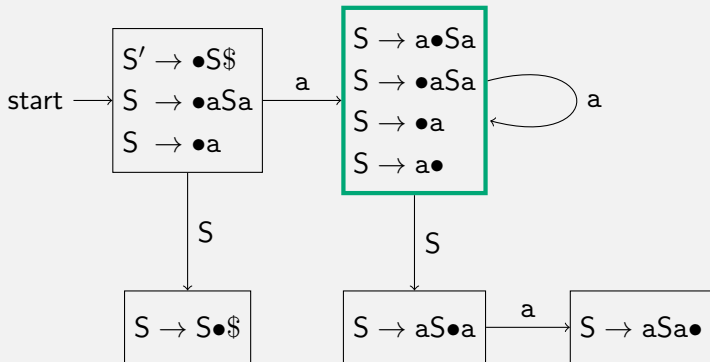 S′ → •S$
S → •aSa
S → •a
start
a
S → a•Sa
S → •aSa
S → •a
S → a•
a
S
S
S → S•$
S → aS•a
a
S → aSa•